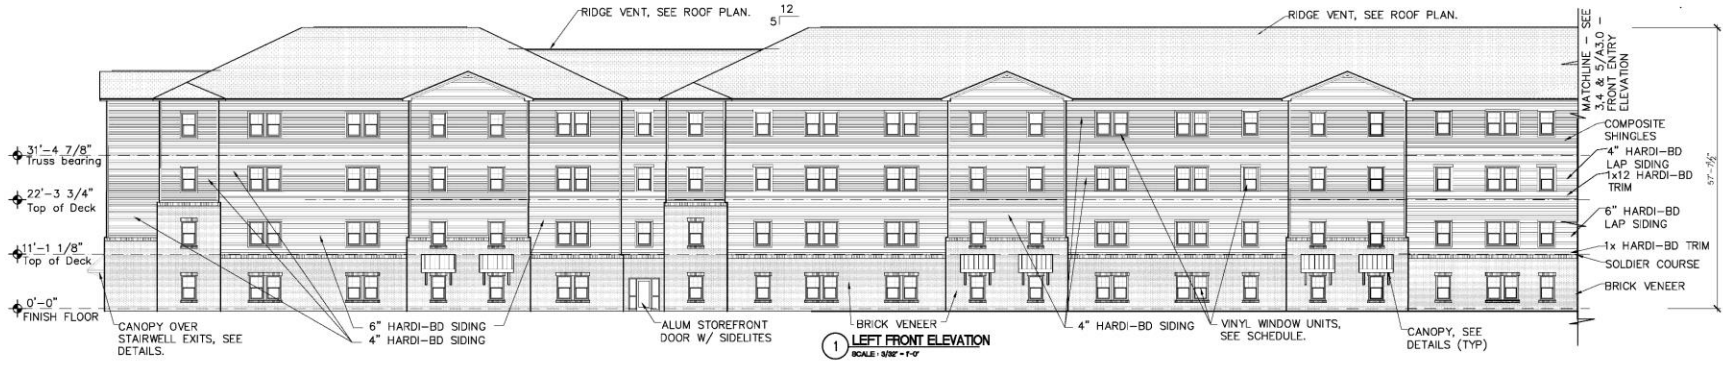 RIDGE VENT, SEE ROOF PLAN.
12
5
RIDGE VENT, SEE ROOF PLAN.
MATCHLINE - SEE
3,4 & 5/A3.0 -
FRONT ENTRY
ELEVATION
COMPOSITE
SHINGLES
4" HARDI-BD
LAP SIDING
1x12 HARDI-BD
TRIM
6" HARDI-BD
LAP SIDING
1x HARDI-BD TRIM
SOLDIER COURSE
BRICK VENEER
31'-4 7/8"
Truss bearing
22'-3 3/4"
Top of Deck
11'-1 1/8"
Top of Deck
0'-0"
FINISH FLOOR
CANOPY OVER
STAIRWELL EXITS, SEE
DETAILS.
6" HARDI-BD SIDING
4" HARDI-BD SIDING
ALUM STOREFRONT
DOOR W/ SIDELITES
BRICK VENEER
4" HARDI-BD SIDING
VINYL WINDOW UNITS,
SEE SCHEDULE.
CANOPY, SEE
DETAILS (TYP)
1
LEFT FRONT ELEVATION
SCALE : 3/32" = 1'-0"